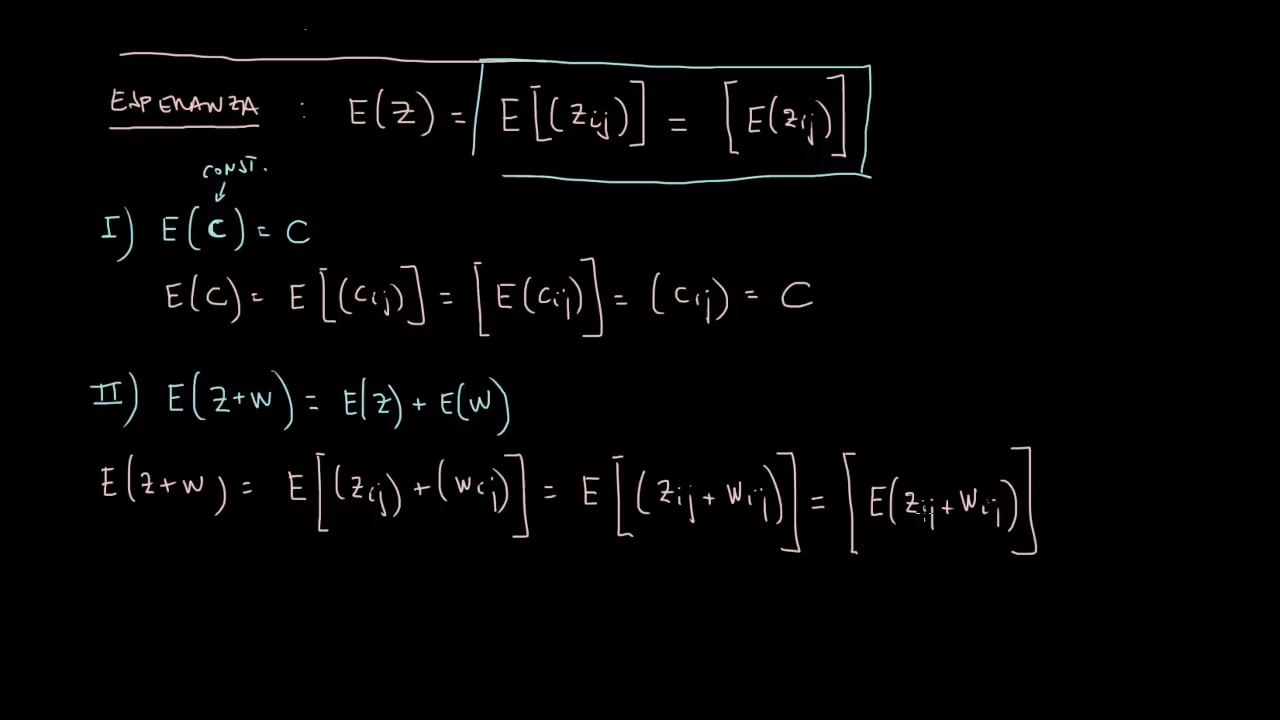 ESPERANZA : E(Z) = E[(zij)] = [E(zij)]
CONST.
I) E(C) = C
E(C) = E[(cij)] = [E(cij)] = (cij) = C
II) E(Z+W) = E(Z) + E(W)
E(Z+W) = E[(zij)+(wij)] = E[(zij+wij)] = [E(zij+wij)]